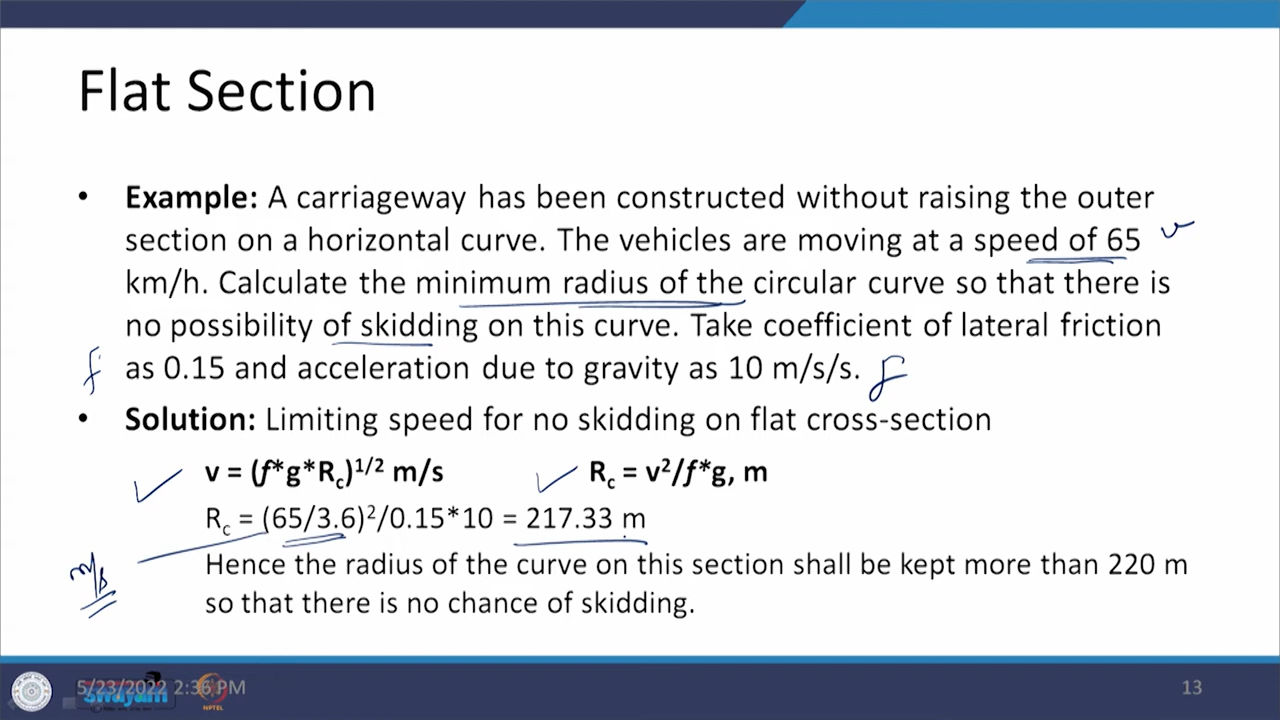 Flat Section
• Example: A carriageway has been constructed without raising the outer
section on a horizontal curve. The vehicles are moving at a speed of 65 v
km/h. Calculate the minimum radius of the circular curve so that there is
no possibility of skidding on this curve. Take coefficient of lateral friction
f as 0.15 and acceleration due to gravity as 10 m/s/s.
• Solution: Limiting speed for no skidding on flat cross-section
✓ v = (f*g*Rc)^1/2 m/s ✓ Rc = v²/f*g, m
Rc = (65/3.6)²/0.15*10 = 217.33 m
m/s Hence the radius of the curve on this section shall be kept more than 220 m
so that there is no chance of skidding.
5/23/2022 2:36 PM swayam NPTEL 13